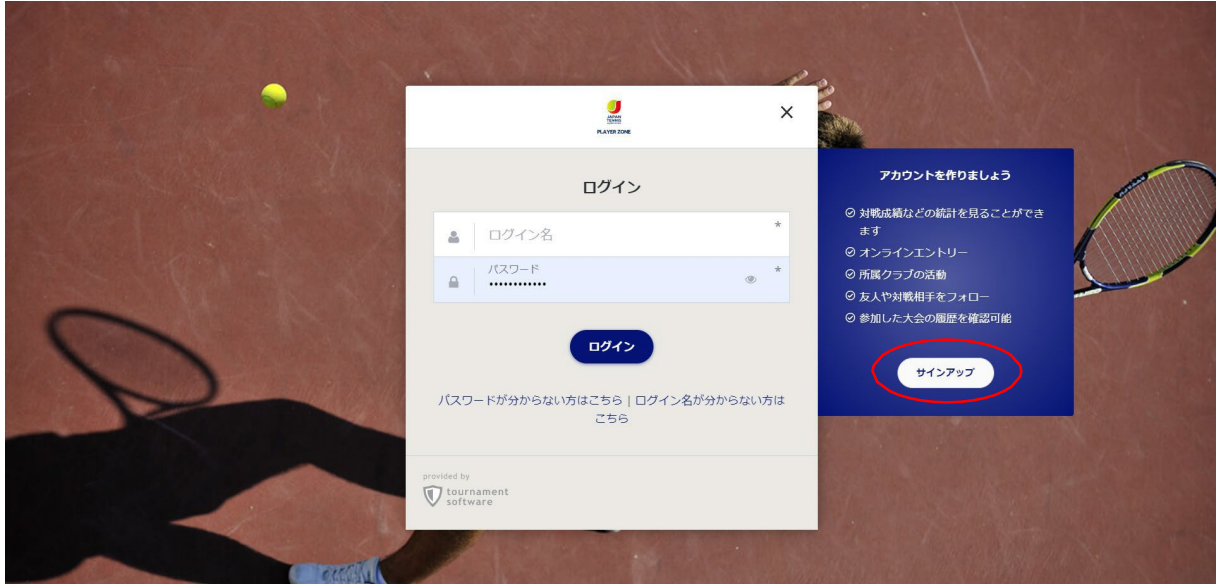 JAPAN
TENNIS
PLAYER ZONE
ログイン
ログイン名
*
パスワード
••••••••••••
*
ログイン
パスワードが分からない方はこちら | ログイン名が分からない方は
こちら
provided by
tournament
software
アカウントを作りましょう
対戦成績などの統計を見ることができ
ます
オンラインエントリー
所属クラブの活動
友人や対戦相手をフォロー
参加した大会の履歴を確認可能
サインアップ